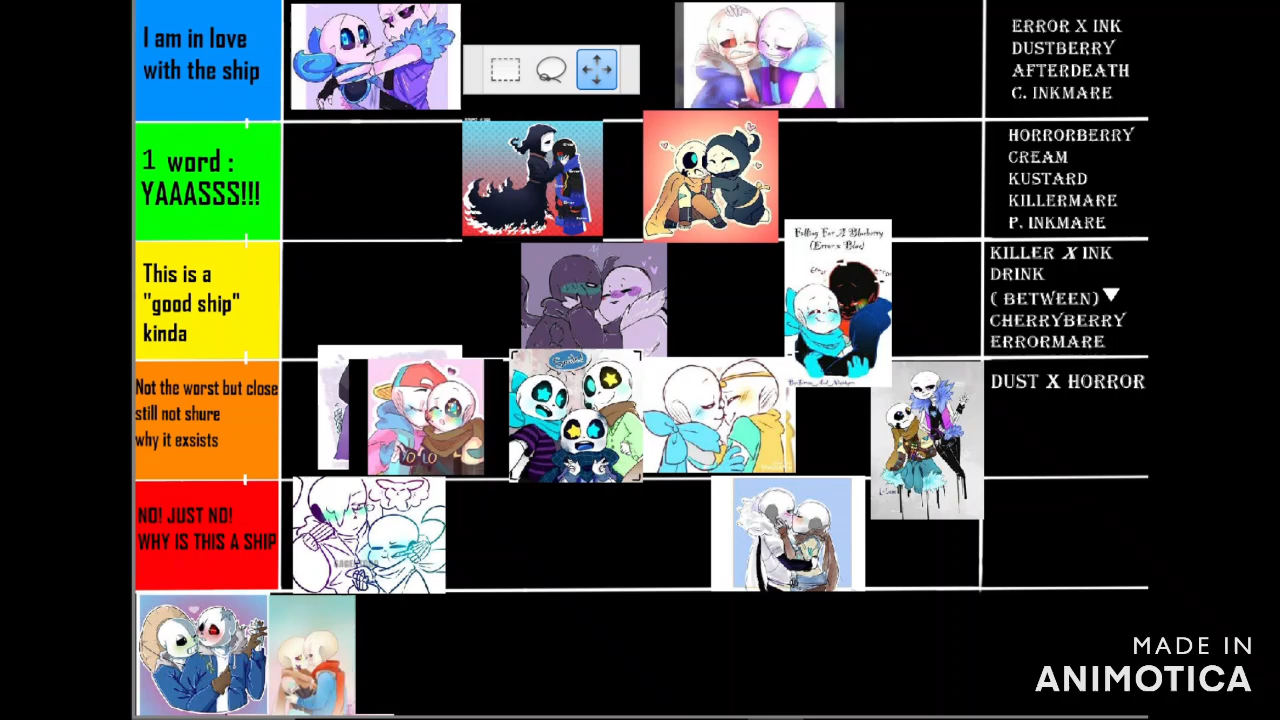 I am in love
with the ship
ERROR X INK
DUSTBERRY
AFTERDEATH
C. INKMARE
1 word :
YAAASSS!!!
HORRORBERRY
CREAM
KUSTARD
KILLERMARE
P. INKMARE
This is a
"good ship"
kinda
Falling For A Blueberry
(Error x Blue)
KILLER X INK
DRINK
( BETWEEN)
CHERRYBERRY
ERRORMARE
Not the worst but close
still not shure
why it exsists
DUST X HORROR
NO! JUST NO!
WHY IS THIS A SHIP
MADE IN
ANIMOTICA